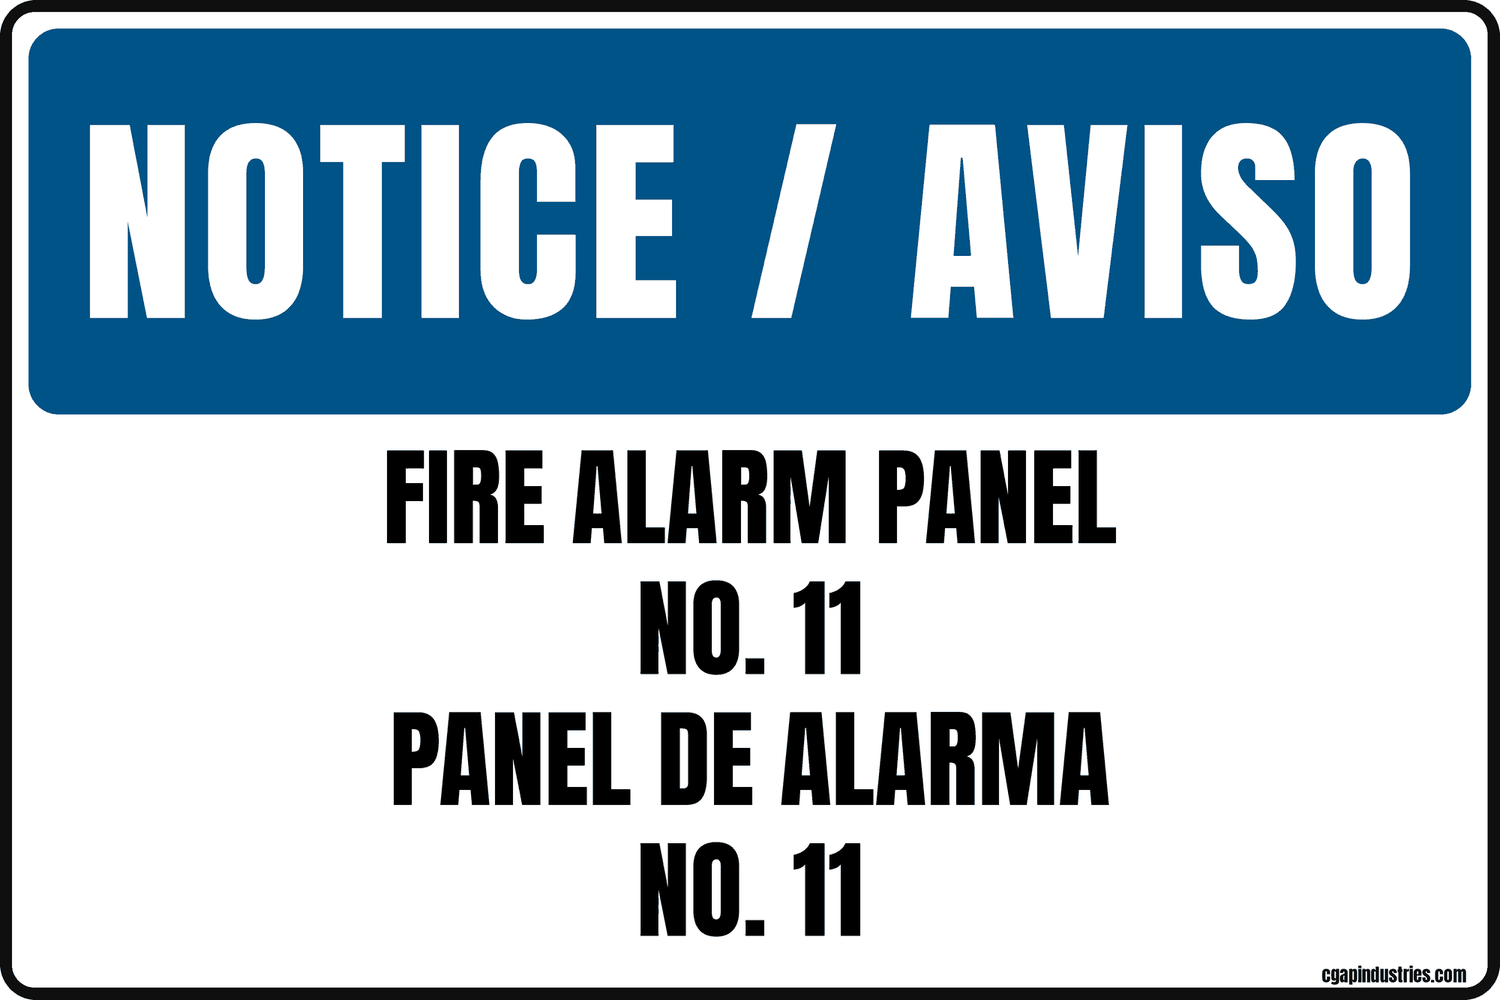 NOTICE / AVISO
FIRE ALARM PANEL
NO. 11
PANEL DE ALARMA
NO. 11
cgapindustries.com